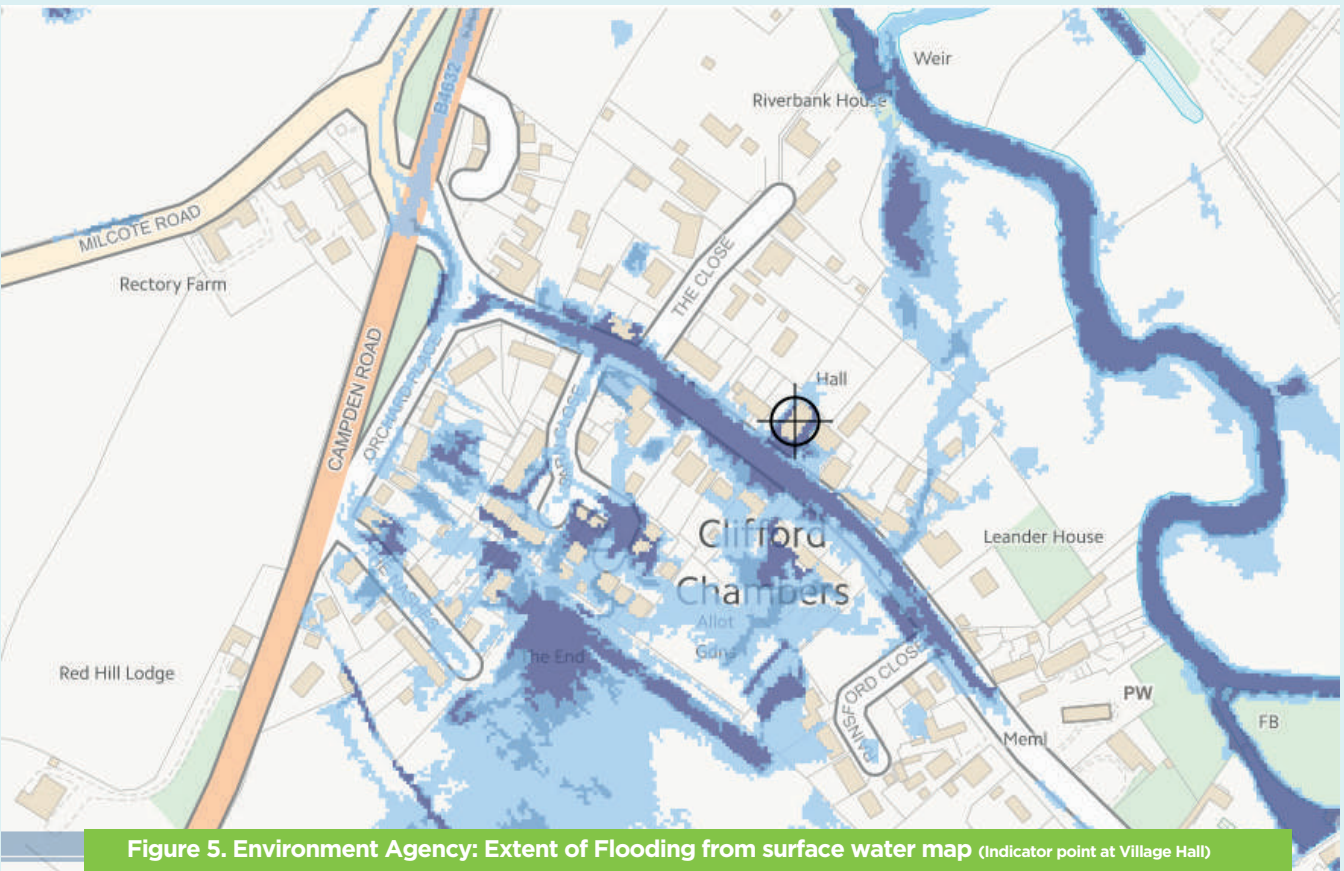 B4632
Weir
Riverbank House
MILCOTE ROAD
THE CLOSE
Rectory Farm
CAMPDEN ROAD
ORCHARD PLACE
Hall
Clifford
Chambers
Leander House
Allot
Gdns
The End
Red Hill Lodge
RAINSFORD CLOSE
PW
FB
Meml
Figure 5. Environment Agency: Extent of Flooding from surface water map (Indicator point at Village Hall)